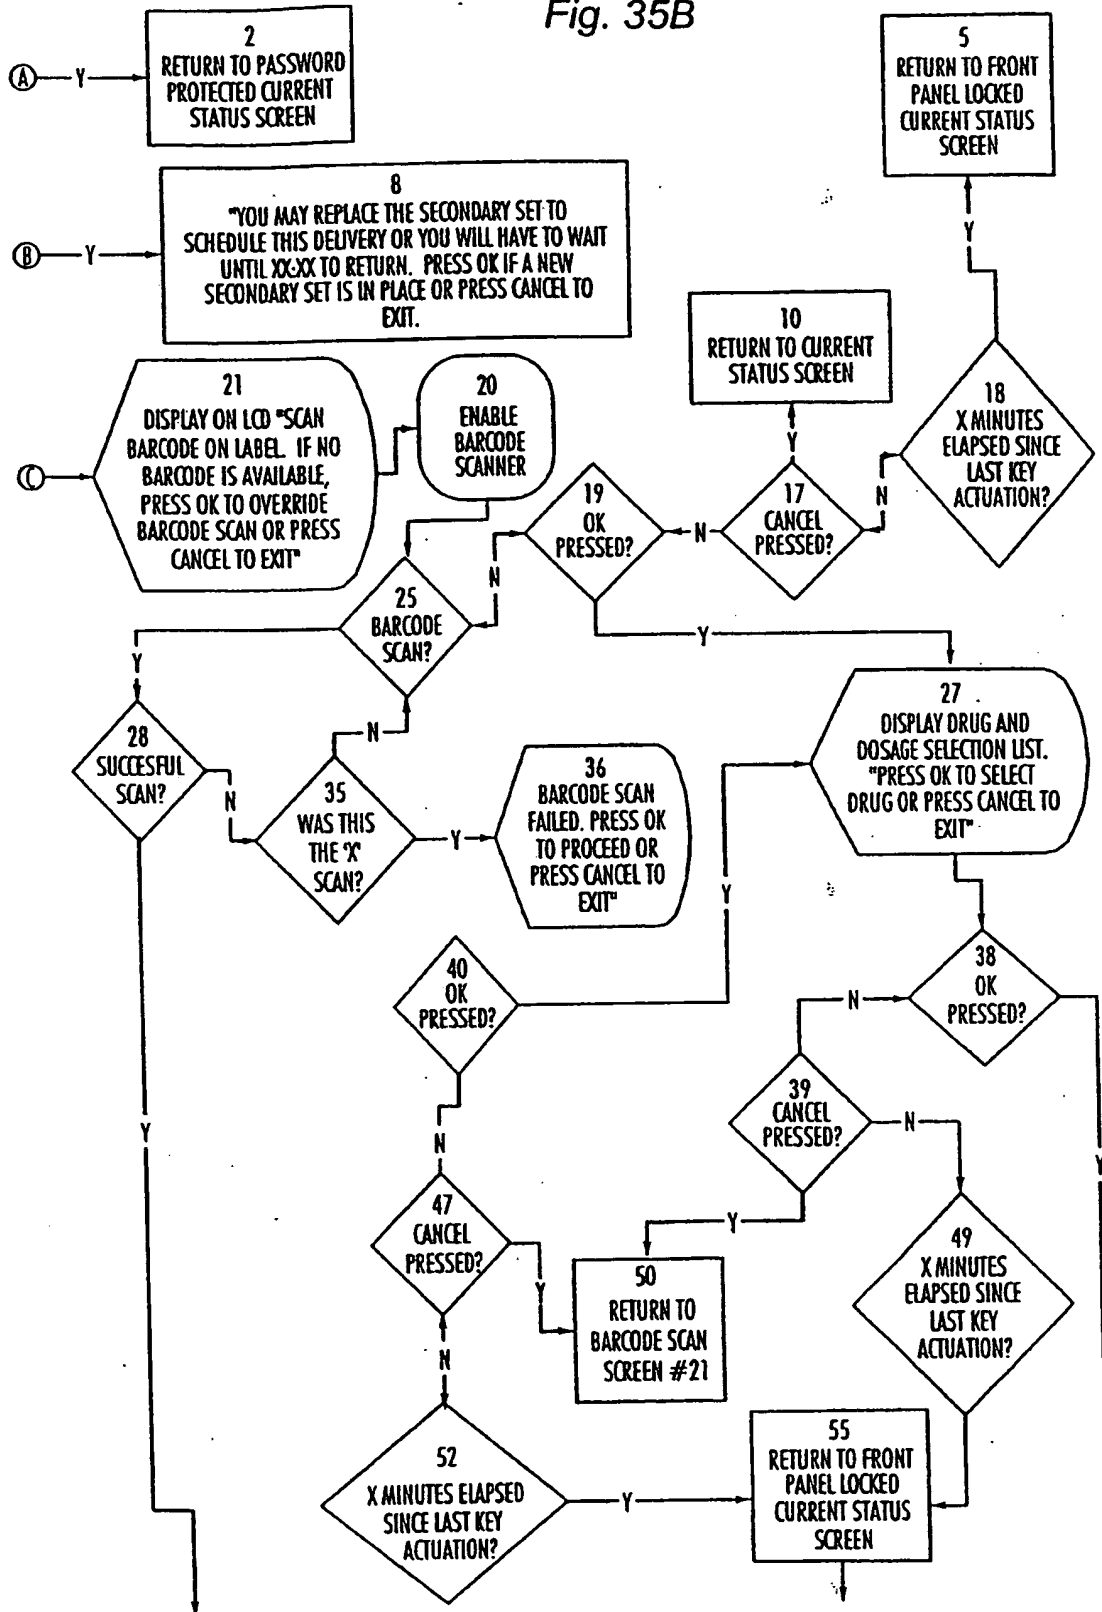 Fig. 35B
A
Y
2
RETURN TO PASSWORD
PROTECTED CURRENT
STATUS SCREEN
5
RETURN TO FRONT
PANEL LOCKED
CURRENT STATUS
SCREEN
B
Y
8
"YOU MAY REPLACE THE SECONDARY SET TO
SCHEDULE THIS DELIVERY OR YOU WILL HAVE TO WAIT
UNTIL XX:XX TO RETURN. PRESS OK IF A NEW
SECONDARY SET IS IN PLACE OR PRESS CANCEL TO
EXIT.
Y
10
RETURN TO CURRENT
STATUS SCREEN
Y
18
X MINUTES
ELAPSED SINCE
LAST KEY
ACTUATION?
N
C
21
DISPLAY ON LCD "SCAN
BARCODE ON LABEL. IF NO
BARCODE IS AVAILABLE,
PRESS OK TO OVERRIDE
BARCODE SCAN OR PRESS
CANCEL TO EXIT"
20
ENABLE
BARCODE
SCANNER
19
OK
PRESSED?
N
17
CANCEL
PRESSED?
N
25
BARCODE
SCAN?
Y
Y
28
SUCCESFUL
SCAN?
N
N
35
WAS THIS
THE 'X'
SCAN?
Y
36
BARCODE SCAN
FAILED. PRESS OK
TO PROCEED OR
PRESS CANCEL TO
EXIT"
27
DISPLAY DRUG AND
DOSAGE SELECTION LIST.
"PRESS OK TO SELECT
DRUG OR PRESS CANCEL TO
EXIT"
Y
40
OK
PRESSED?
38
OK
PRESSED?
N
39
CANCEL
PRESSED?
N
Y
Y
N
47
CANCEL
PRESSED?
Y
Y
50
RETURN TO
BARCODE SCAN
SCREEN #21
49
X MINUTES
ELAPSED SINCE
LAST KEY
ACTUATION?
N
52
X MINUTES ELAPSED
SINCE LAST KEY
ACTUATION?
Y
55
RETURN TO FRONT
PANEL LOCKED
CURRENT STATUS
SCREEN